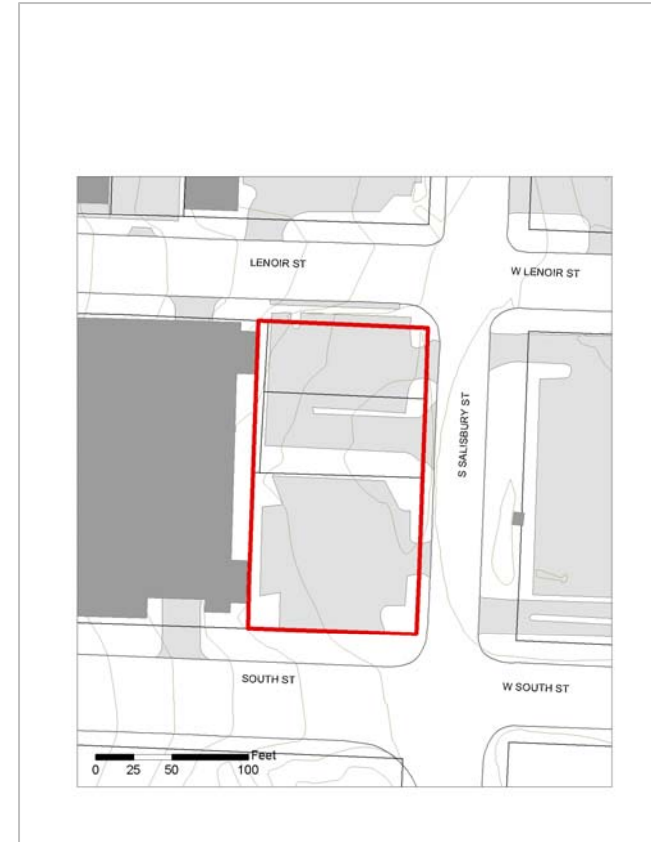 LENOIR ST
W LENOIR ST
S SALISBURY ST
SOUTH ST
W SOUTH ST
Feet
0 25 50 100